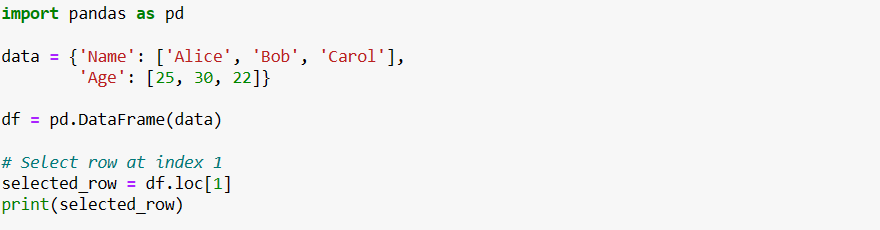 import pandas as pd
data = {'Name': ['Alice', 'Bob', 'Carol'],
        'Age': [25, 30, 22]}
df = pd.DataFrame(data)
# Select row at index 1
selected_row = df.loc[1]
print(selected_row)